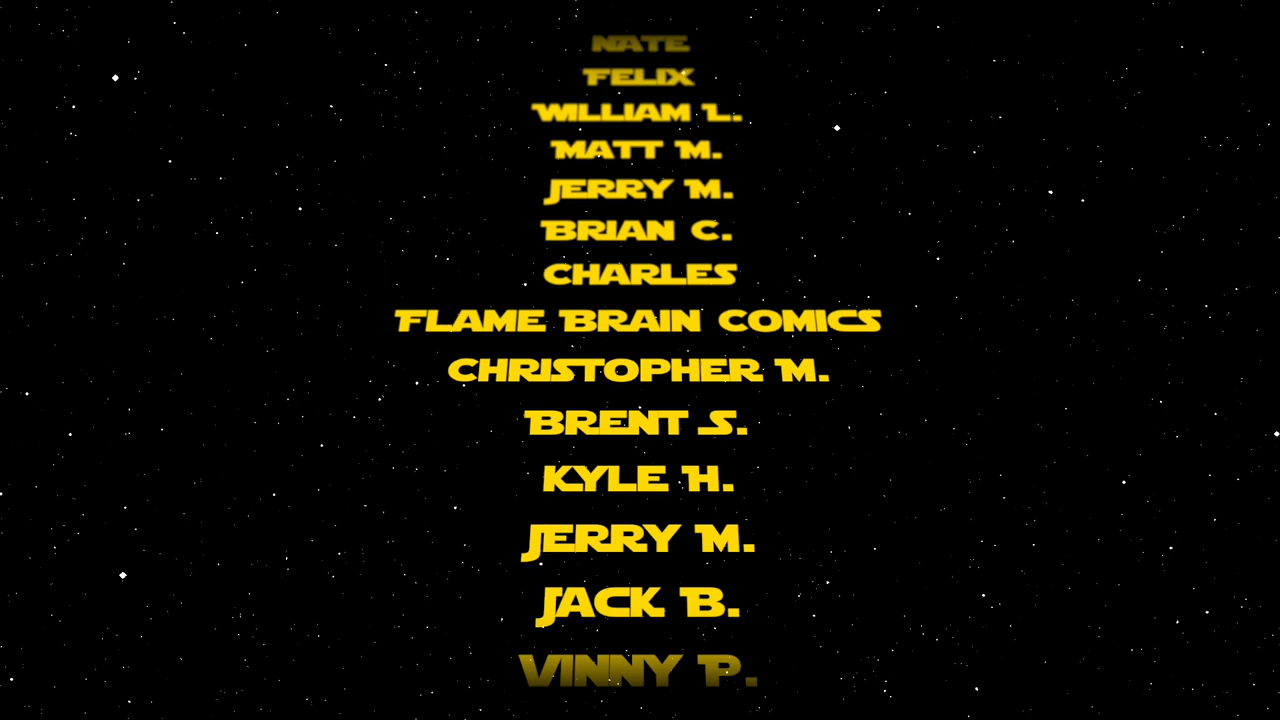 Nate
Felix
William L.
Matt M.
Jerry M.
Brian C.
Charles
Flame Brain Comics
Christopher M.
Brent S.
Kyle H.
Jerry M.
Jack B.
Vinny P.